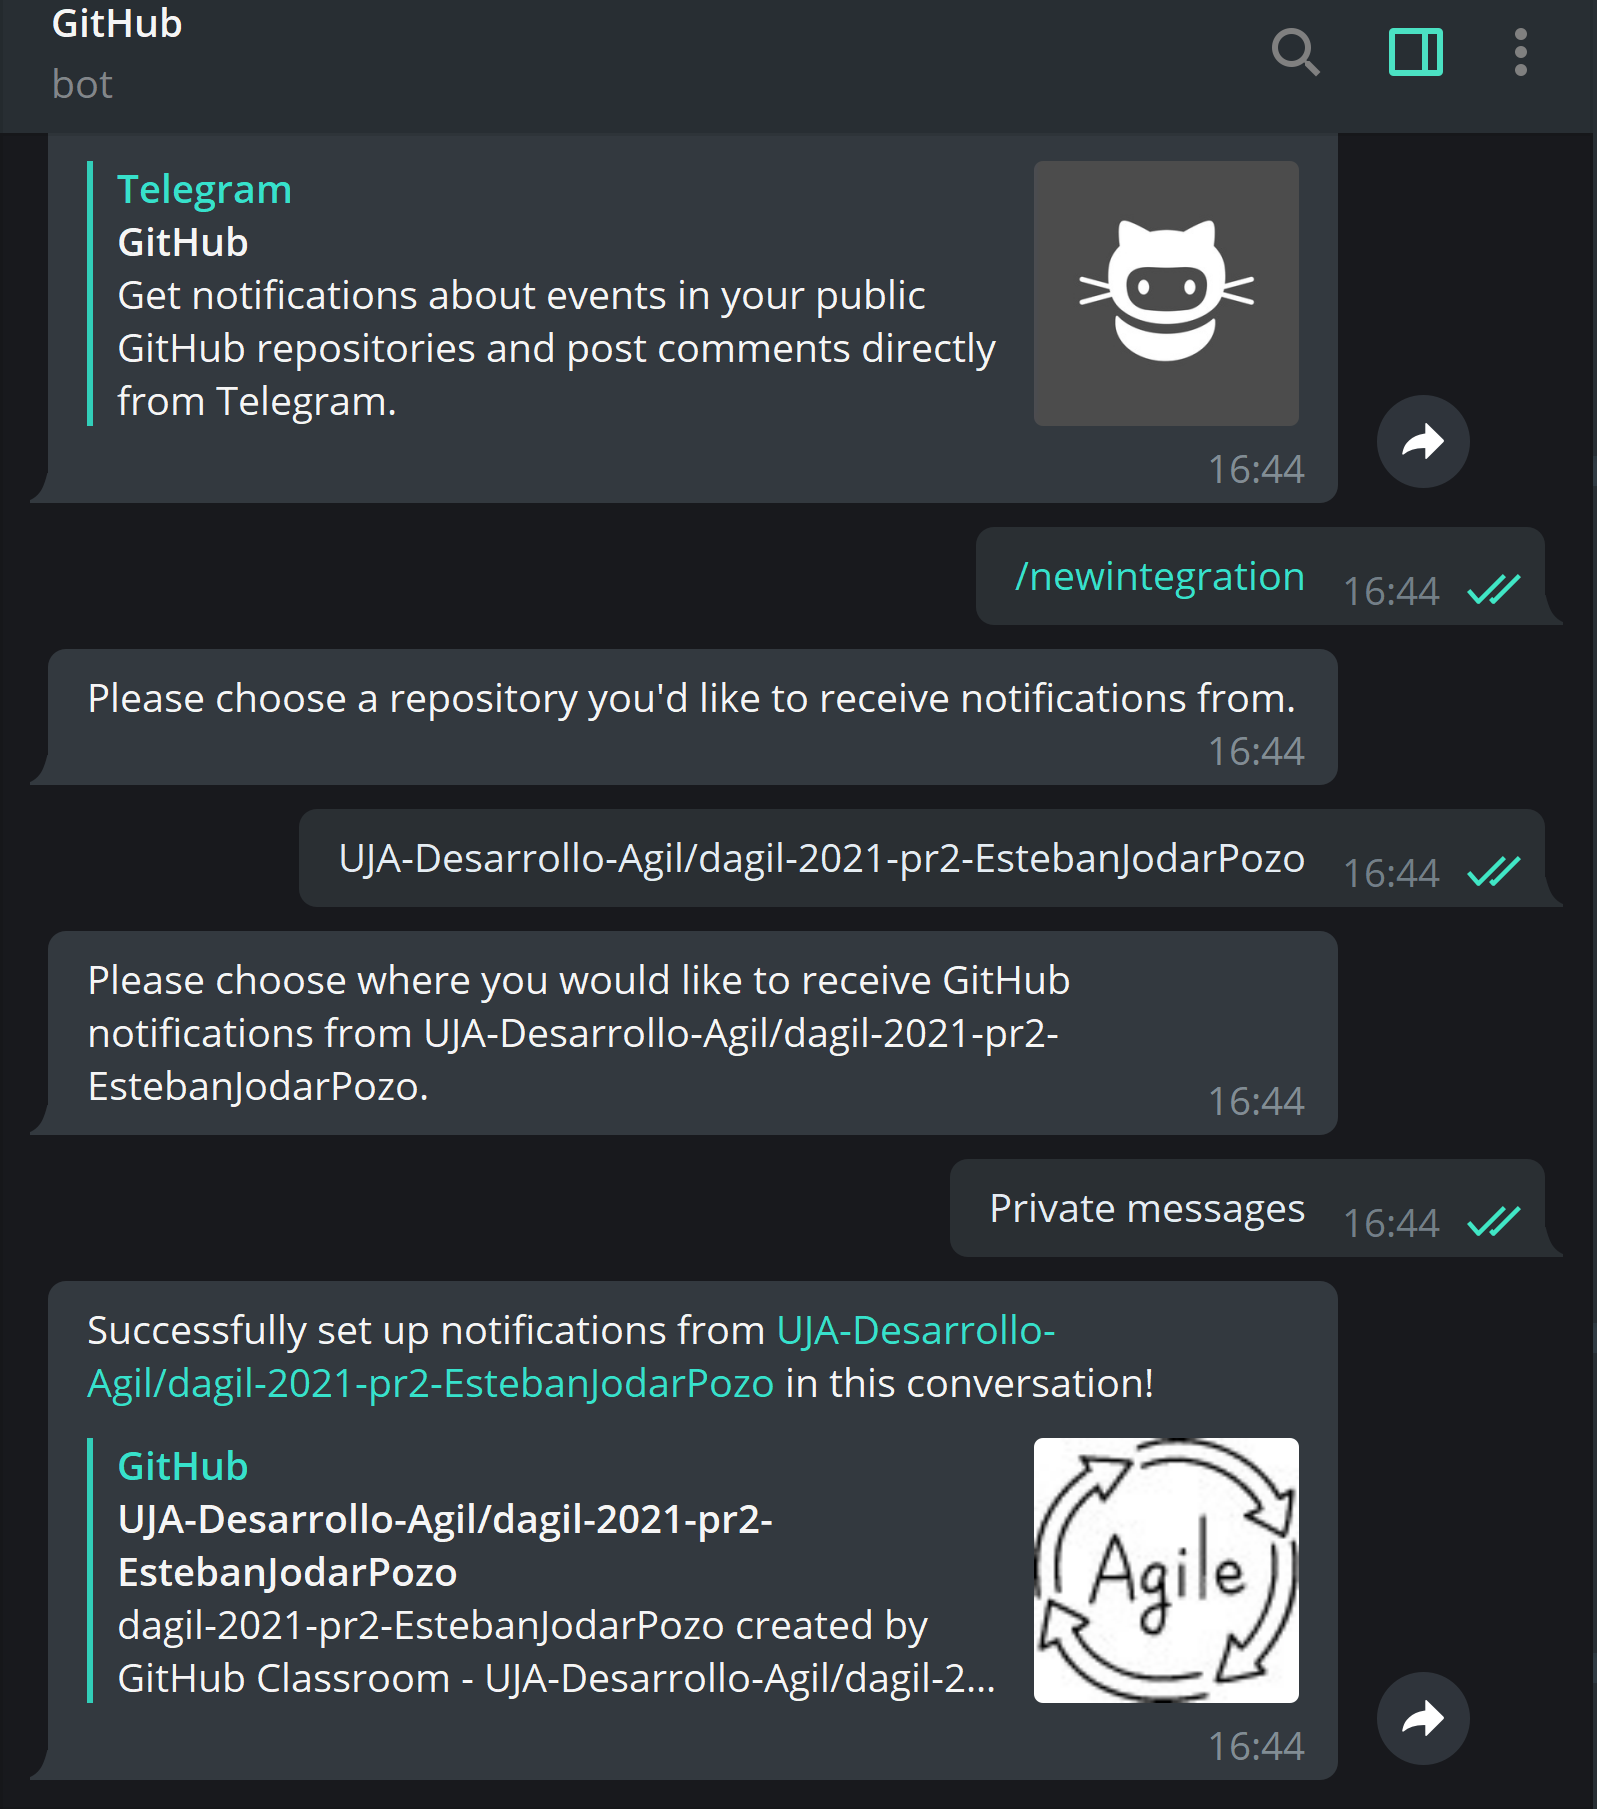 GitHub
bot
Telegram
GitHub
Get notifications about events in your public
GitHub repositories and post comments directly
from Telegram.
16:44
/newintegration 16:44
Please choose a repository you'd like to receive notifications from.
16:44
UJA-Desarrollo-Agil/dagil-2021-pr2-EstebanJodarPozo 16:44
Please choose where you would like to receive GitHub
notifications from UJA-Desarrollo-Agil/dagil-2021-pr2-
EstebanJodarPozo.
16:44
Private messages 16:44
Successfully set up notifications from UJA-Desarrollo-
Agil/dagil-2021-pr2-EstebanJodarPozo in this conversation!
GitHub
UJA-Desarrollo-Agil/dagil-2021-pr2-
EstebanJodarPozo
dagil-2021-pr2-EstebanJodarPozo created by
GitHub Classroom - UJA-Desarrollo-Agil/dagil-2...
Agile
16:44